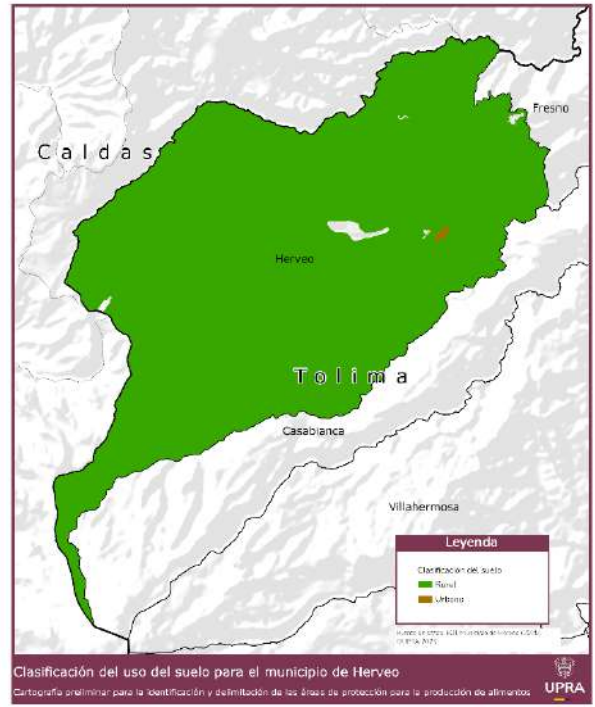 Fresno
Caldas
Herveo
Tolima
Casabianca
Villahermosa
Leyenda
Clasificación del suelo
Rural
Urbano
Clasificación del uso del suelo para el municipio de Herveo
Cartografía preliminar para la identificación y delimitación de las áreas de protección para la producción de alimentos
UPRA